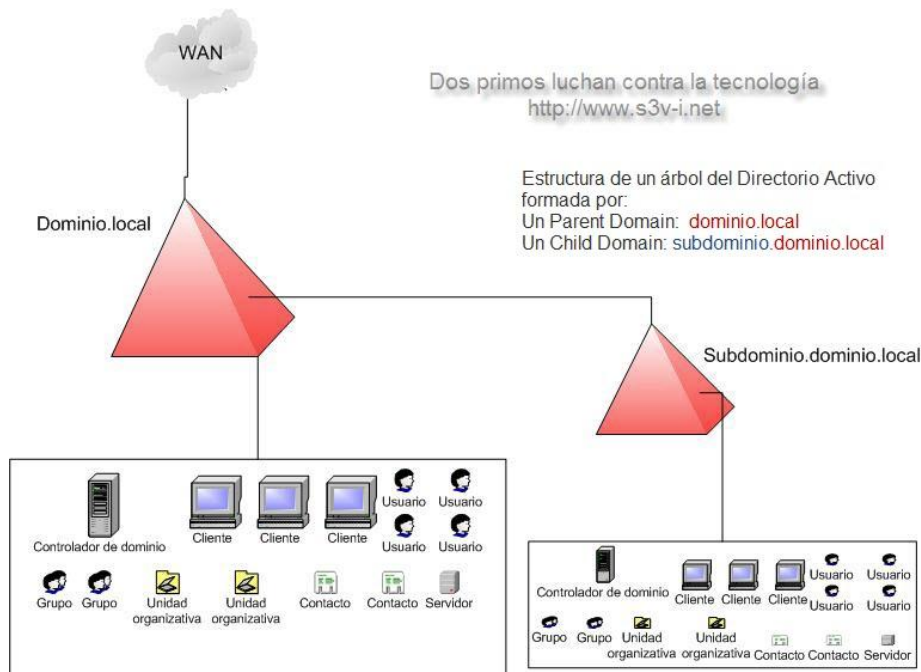 WAN
Dos primos luchan contra la tecnología
http://www.s3v-i.net
Estructura de un árbol del Directorio Activo
formada por:
Un Parent Domain: dominio.local
Un Child Domain: subdominio.dominio.local
Dominio.local
Subdominio.dominio.local
Usuario Usuario
Controlador de dominio Cliente Cliente Cliente Usuario Usuario
Grupo Grupo Unidad organizativa Unidad organizativa Contacto Contacto Servidor
Usuario Usuario
Controlador de dominio Cliente Cliente Cliente Usuario Usuario
Grupo Grupo Unidad organizativa Unidad organizativa Contacto Contacto Servidor